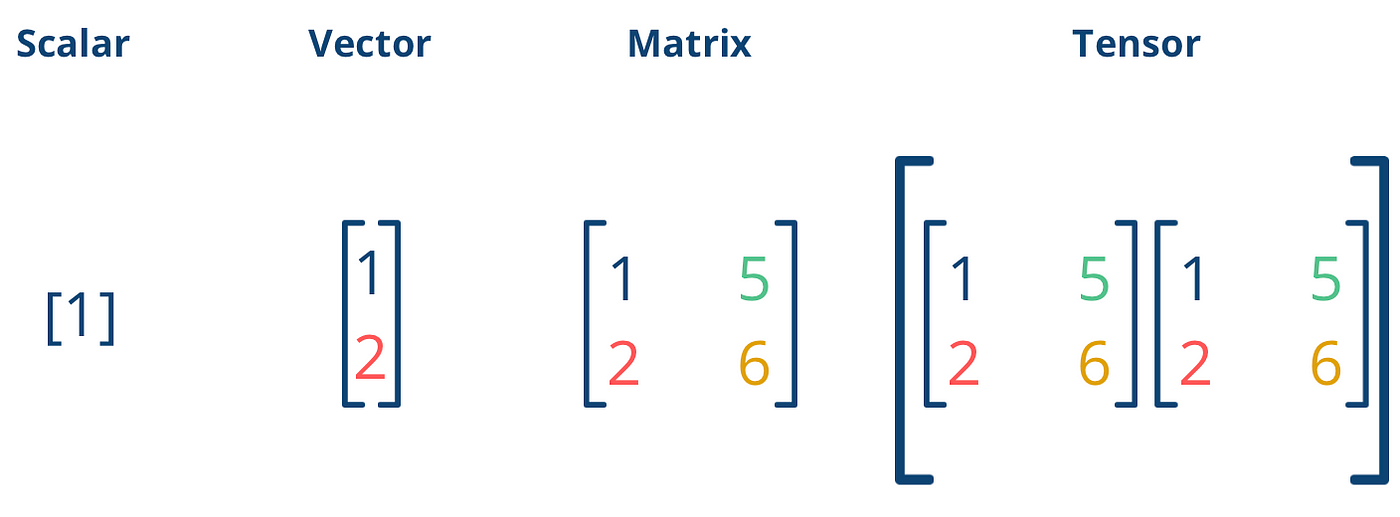 Scalar Vector Matrix Tensor
[1] [1 2] [1 5 2 6] [[1 5 2 6] [1 5 2 6]]